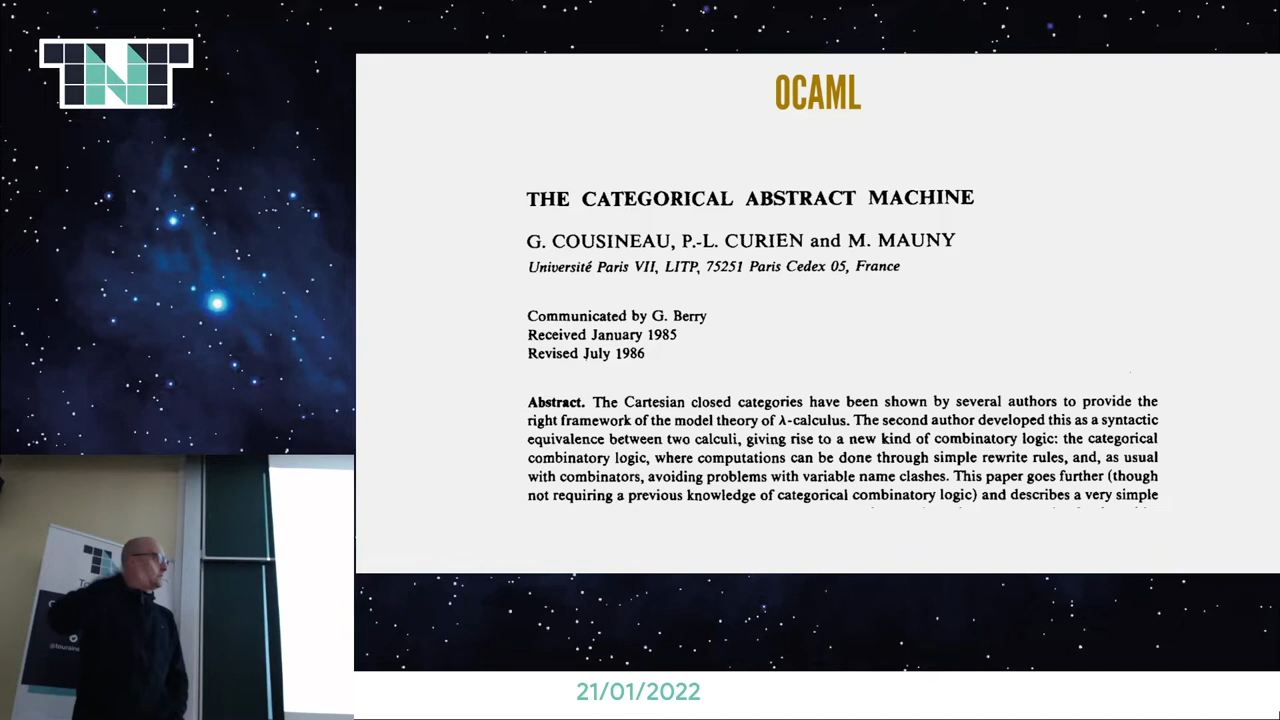 TNT
OCAML
THE CATEGORICAL ABSTRACT MACHINE
G. COUSINEAU, P.-L. CURIEN and M. MAUNY
Université Paris VII, LITP, 75251 Paris Cedex 05, France
Communicated by G. Berry
Received January 1985
Revised July 1986
Abstract. The Cartesian closed categories have been shown by several authors to provide the
right framework of the model theory of λ-calculus. The second author developed this as a syntactic
equivalence between two calculi, giving rise to a new kind of combinatory logic: the categorical
combinatory logic, where computations can be done through simple rewrite rules, and, as usual
with combinators, avoiding problems with variable name clashes. This paper goes further (though
not requiring a previous knowledge of categorical combinatory logic) and describes a very simple
21/01/2022